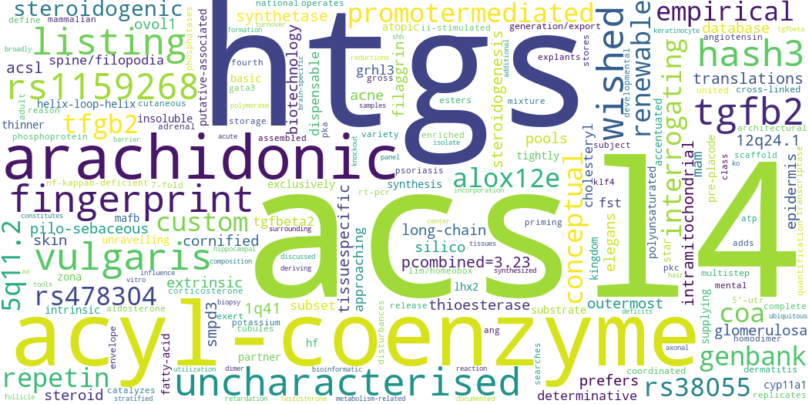 steroidogenic
national operates
define mammalian
ovol1
formation
turnover
synthetase
promotermediated
atopic ii-stimulated
generation/export
empirical
keratinocyte tgfbeta
broadly
listing
phosphatases
putative-associated
htgs
biotechnology
shh
fourth
brain-specific
reductions
gross
stores
explants
additional
wished
developmental
renewable
database
angiotensin
acsl
spine/filopodia
basic
gata3
dispensable
filaggrin
grhl3
acne
samples
steroidogenesis
hash3
rs1159268
polymerase
pka
esters
mixture
translations
helix-loop-helix
cutaneous
storage
assembled
variety
enriched
isolate
united
cross-linked
adult
reason
thinner
insoluble
adrenal
acute
subject
accentuated
interrogating
tgfb2
phosphoprotein
barrier
tfgb2
panel
knockout
pools
tightly
cholesteryl
klf4
pre-placode
class
mam
architectural
12q24.1
arachidonic
nf-kappab-deficient
7-fold
psoriasis
exclusively
synthesis
rt-pcr
alox12e
incorporation
conceptual
polyunsaturated
star
scaffold
ko
epidermis
quantification
transcriptase
fingerprint
constitutes
mafb
custom
tgfbeta2
surrounding
center
fst
priming
elegans
kingdom
pkc
hair
intramitochondrial
atp
adds
5q11.2
pilo-sebaceous
unravelling
tissuespecific
approaching
long-chain
silico
tissues
acsl4
skin
cornified
discussed
deriving
pcombined=3.23
lim/homeobox
synthesized
mental
multistep
5'-utr
vulgaris
hippocampal
composition
extrinsic
lhx2
release
thioesterase
outermost
supplying
complete
ubiquitous
aa
tools
rs478304
zona
influence
vitro
corticosterone
smpd3
1q41
subset
exert
potassium
disturbances
ang
substrate
coa
glomerulosa
homodimer
deficits
intrinsic
aldosterone
biopsy
tubules
hf
partner
acyl-coenzyme
searches
axonal
genbank
envelope
fatty-acid
repetin
catalyzes
utilization
dimer
bioinformatic
reaction
uncharacterised
prefers
determinative
rs38055
coordinated
dermatitis
cyp11a1
steroid
follicle
stratified
retardation
testosterone
metabolism-related
documented
replicates